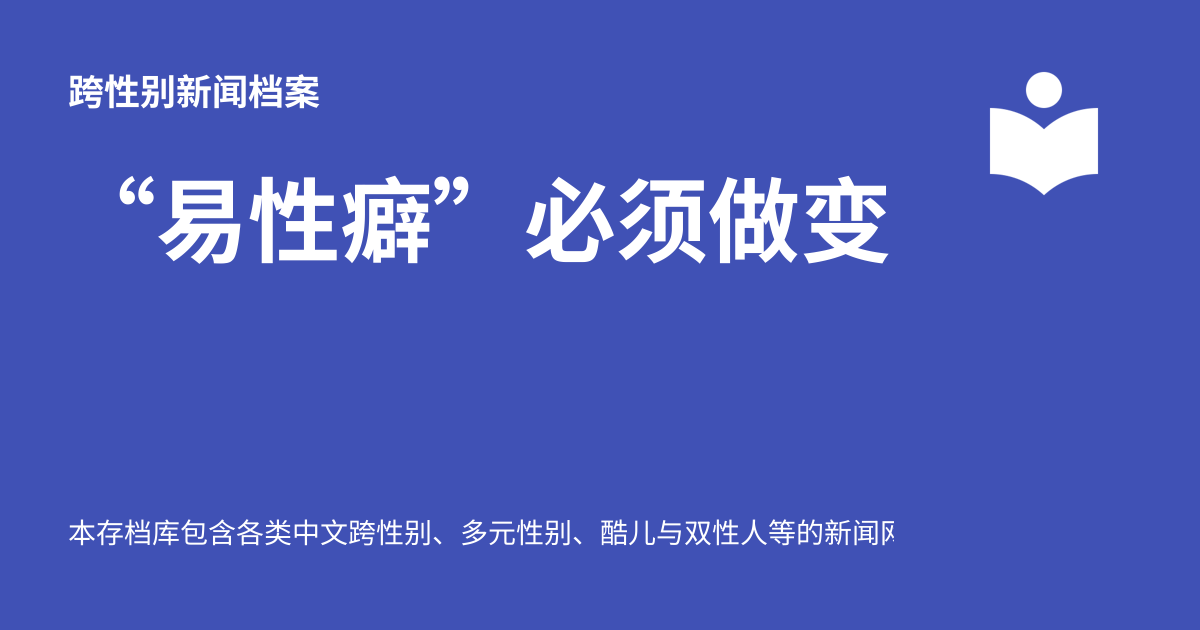 跨性别新闻档案
“易性癖”必须做变
本存档库包含各类中文跨性别、多元性别、酷儿与双性人等的新闻